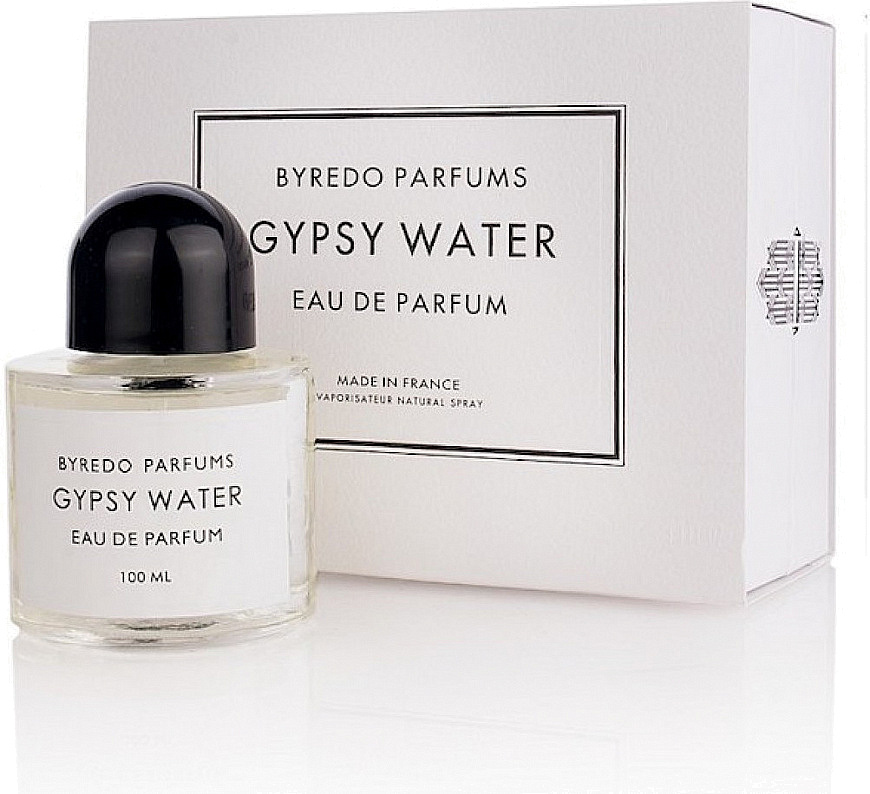 BYREDO PARFUMS
GYPSY WATER
EAU DE PARFUM
MADE IN FRANCE
VAPORISATEUR NATURAL SPRAY
BYREDO PARFUMS
GYPSY WATER
EAU DE PARFUM
100 ML